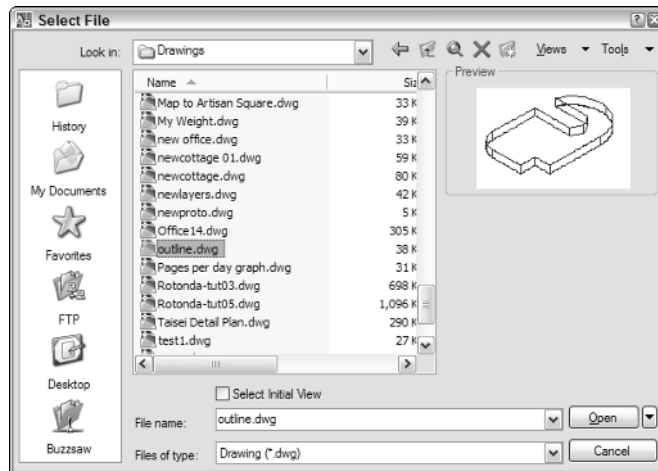 Select File
Look in:
Drawings
Views
Tools
Name
Siz
Preview
History
My Documents
Favorites
FTP
Desktop
Buzzsaw
Map to Artisan Square.dwg 33 K
My Weight.dwg 39 K
new office.dwg 33 K
newcottage 01.dwg 59 K
newcottage.dwg 80 K
newlayers.dwg 42 K
newproto.dwg 5 K
Office14.dwg 305 K
outline.dwg 38 K
Pages per day graph.dwg 31 K
Rotonda-tut03.dwg 698 K
Rotonda-tut05.dwg 1,096 K
Taisei Detail Plan.dwg 290 K
test1.dwg 27 K
Select Initial View
File name:
outline.dwg
Open
Files of type:
Drawing (*.dwg)
Cancel